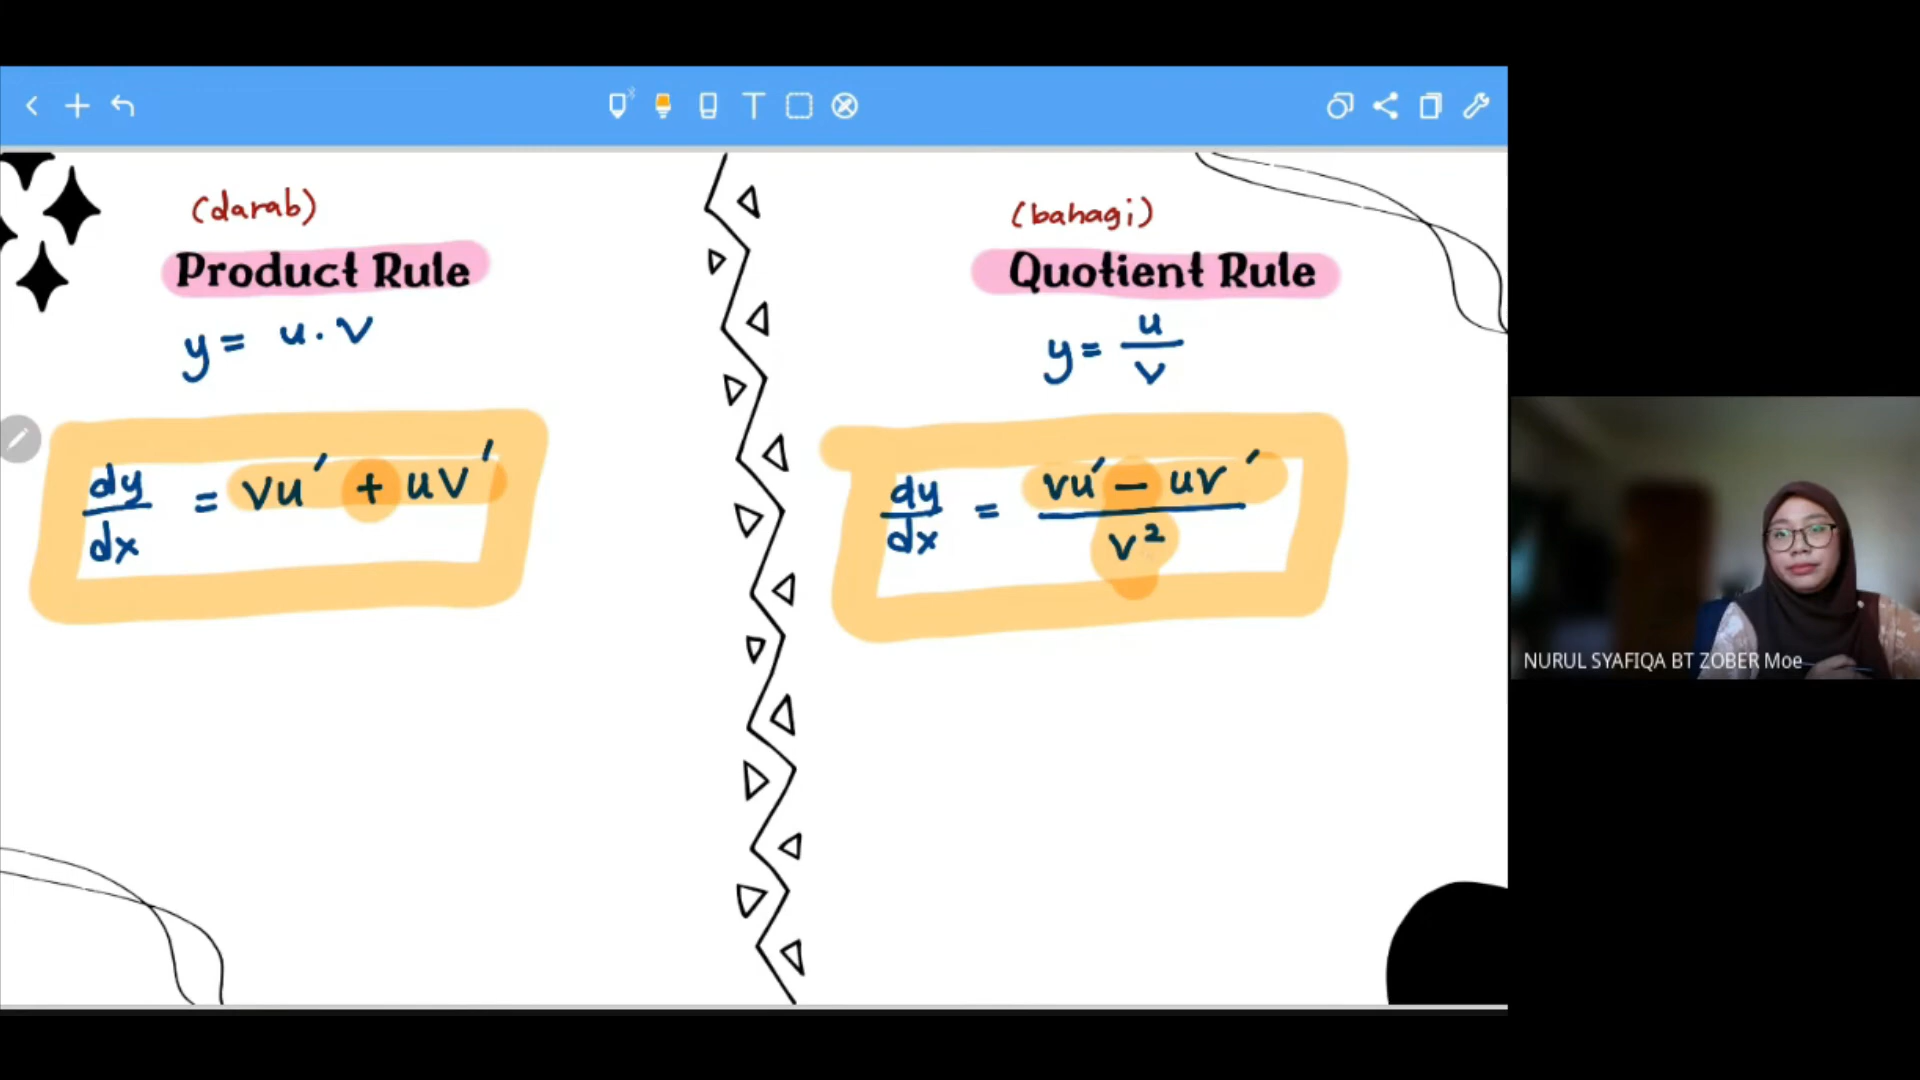 (darab)
Product Rule
y = u . v
dy/dx = vu' + uv'
(bahagi)
Quotient Rule
y = u/v
dy/dx = (vu' − uv')/v²
NURUL SYAFIQA BT ZOBER Moe